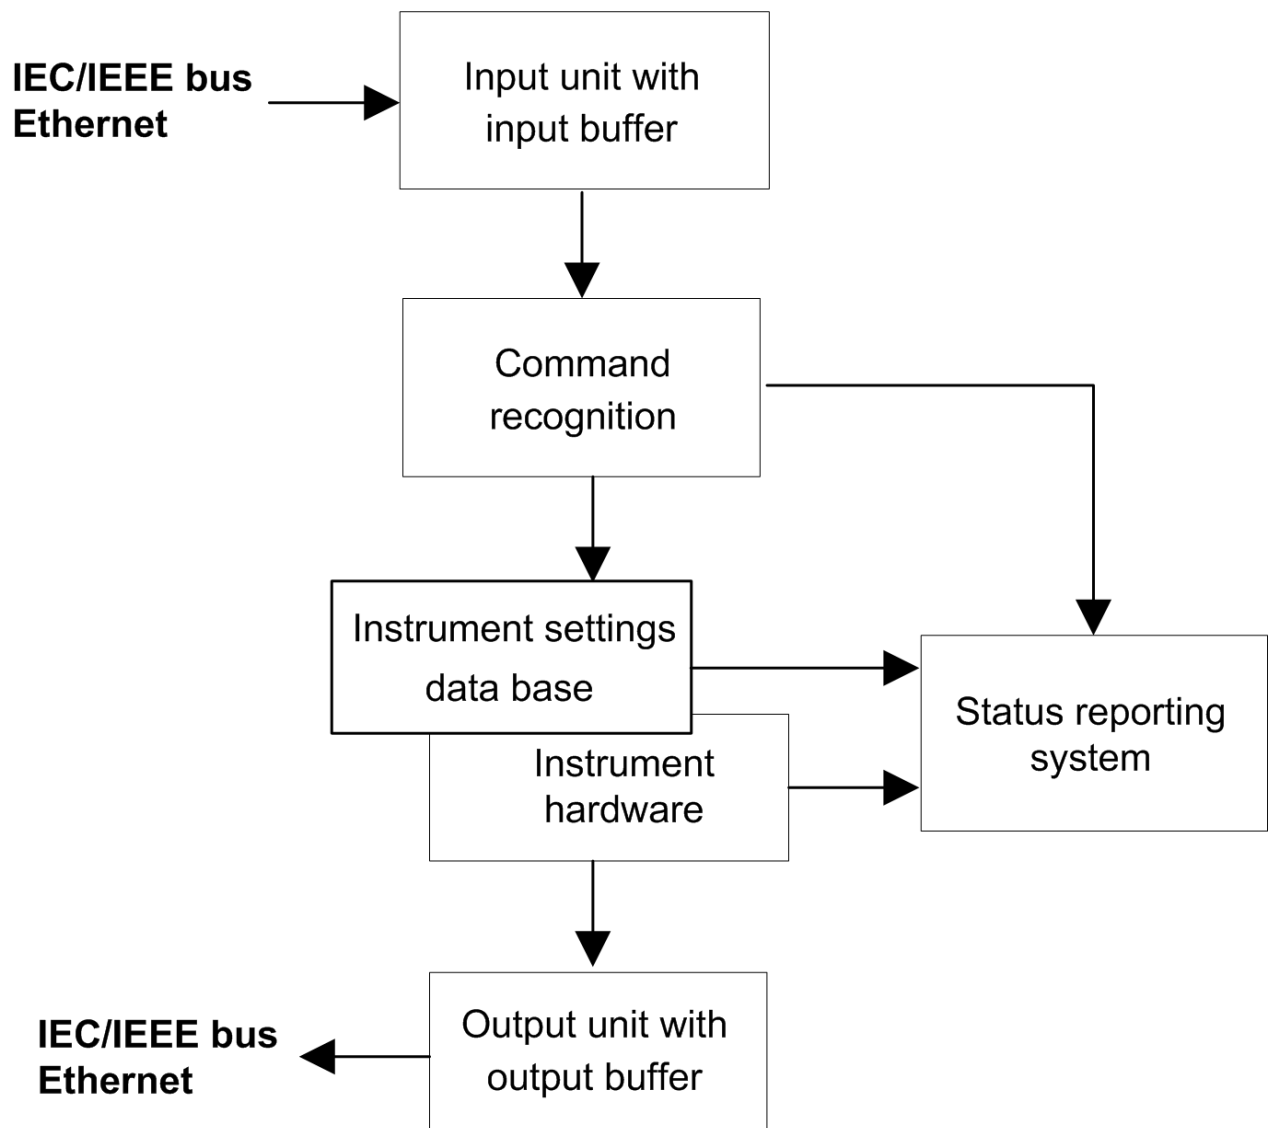 IEC/IEEE bus
Ethernet
Input unit with
input buffer
Command
recognition
Instrument settings
data base
Instrument
hardware
Status reporting
system
IEC/IEEE bus
Ethernet
Output unit with
output buffer